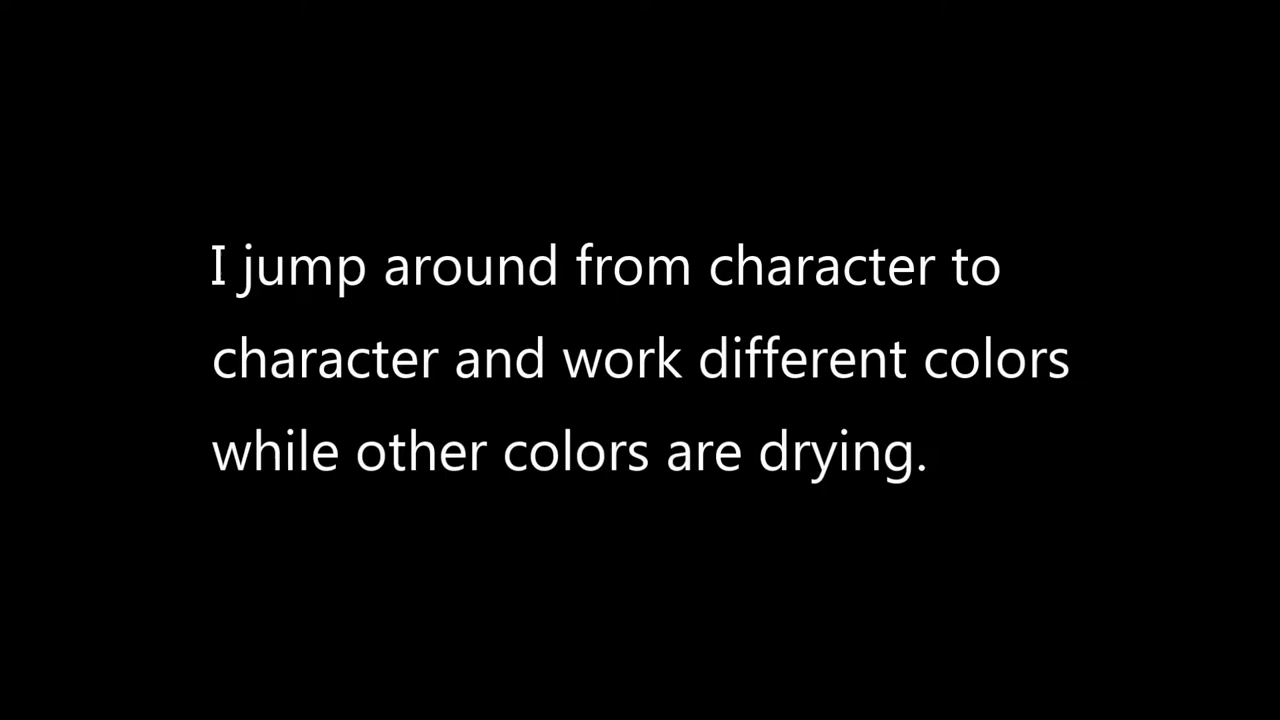 I jump around from character to
character and work different colors
while other colors are drying.